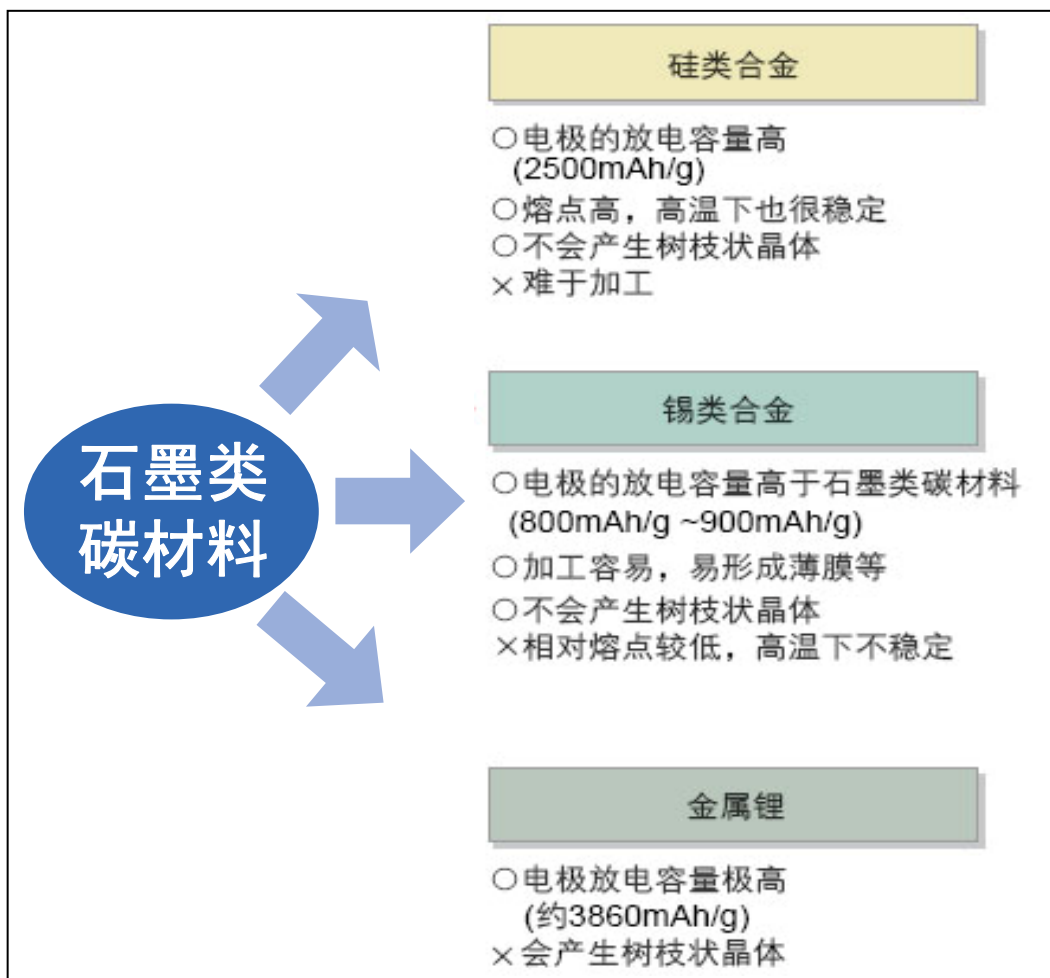 石墨类
碳材料
硅类合金
○电极的放电容量高
(2500mAh/g)
○熔点高，高温下也很稳定
○不会产生树枝状晶体
×难于加工
锡类合金
○电极的放电容量高于石墨类碳材料
(800mAh/g ~900mAh/g)
○加工容易，易形成薄膜等
○不会产生树枝状晶体
×相对熔点较低，高温下不稳定
金属锂
○电极放电容量极高
(约3860mAh/g)
×会产生树枝状晶体